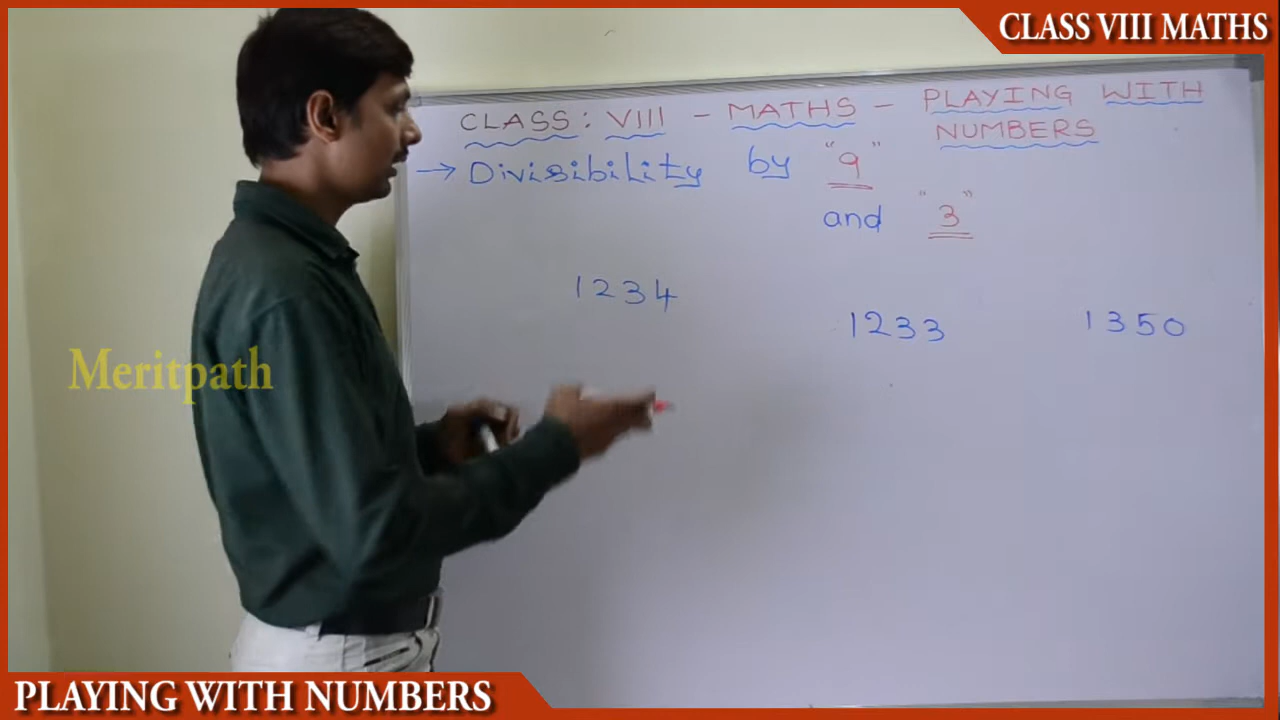 CLASS VIII MATHS
CLASS: VIII - MATHS - PLAYING WITH
NUMBERS
→ Divisibility by "9"
and "3"
1234
1233
1350
Meritpath
PLAYING WITH NUMBERS